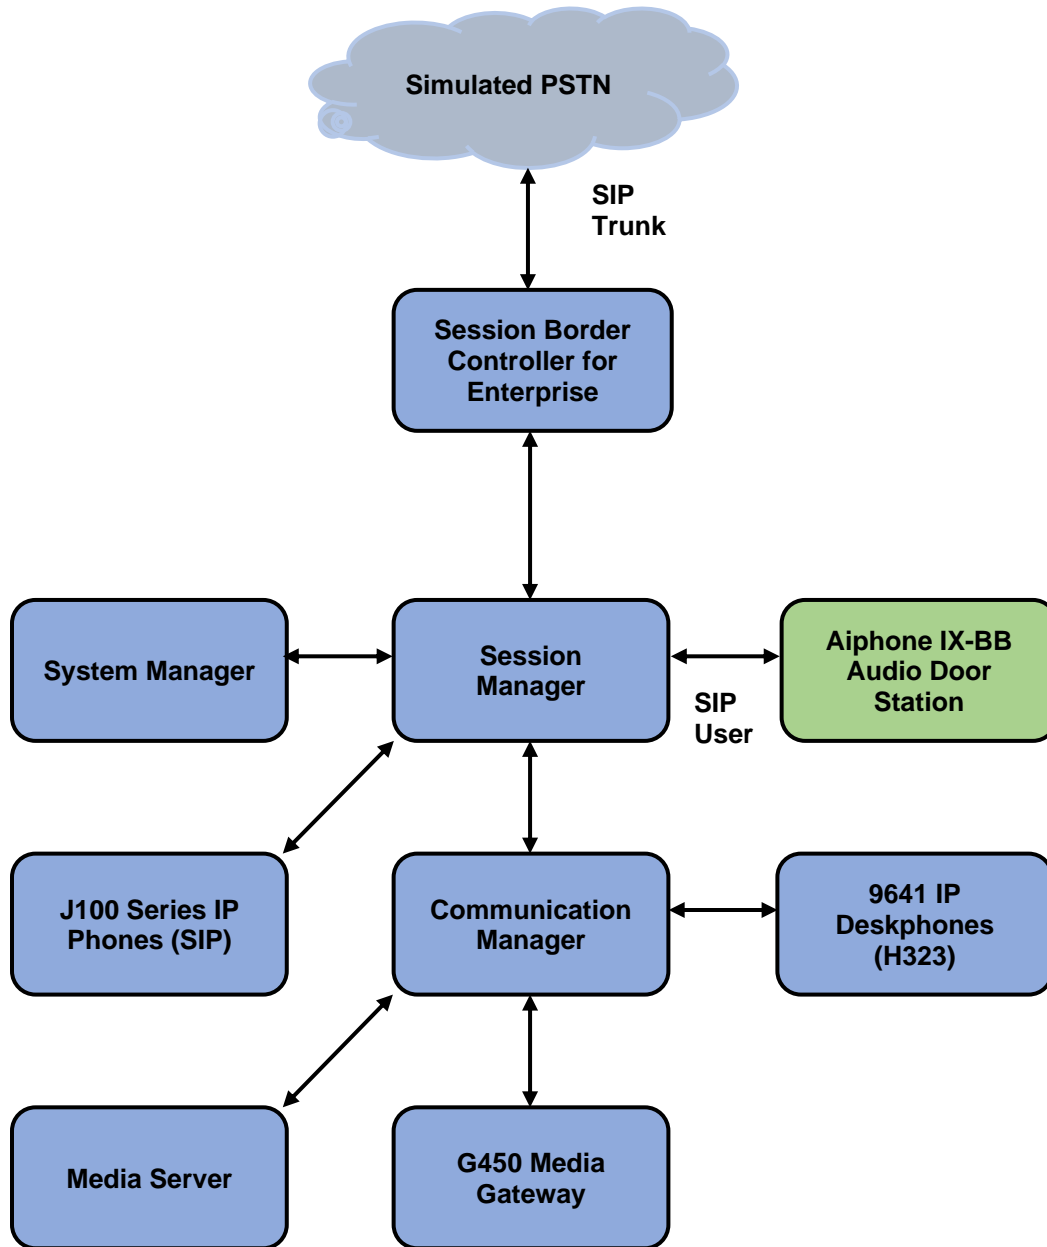 Simulated PSTN
SIP
Trunk
Session Border
Controller for
Enterprise
System Manager
Session
Manager
Aiphone IX-BB
Audio Door
Station
SIP
User
J100 Series IP
Phones (SIP)
Communication
Manager
9641 IP
Deskphones
(H323)
Media Server
G450 Media
Gateway